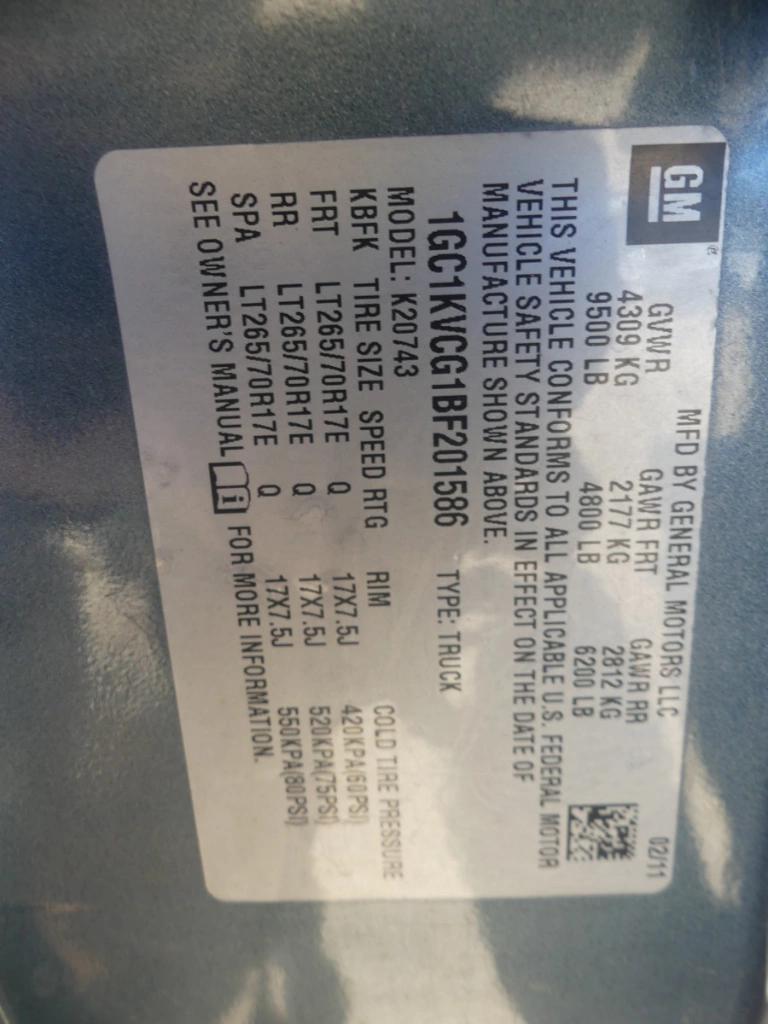 GM®
MFD BY GENERAL MOTORS LLC 02/11
GVWR GAWR FRT GAWR RR
4309 KG 2177 KG 2812 KG
9500 LB 4800 LB 6200 LB
THIS VEHICLE CONFORMS TO ALL APPLICABLE U.S. FEDERAL MOTOR
VEHICLE SAFETY STANDARDS IN EFFECT ON THE DATE OF
MANUFACTURE SHOWN ABOVE.
1GC1KVCG1BF201586 TYPE: TRUCK
MODEL: K20743
KBFK TIRE SIZE SPEED RTG RIM COLD TIRE PRESSURE
FRT LT265/70R17E Q 17X7.5J 420KPA(60PSI)
RR LT265/70R17E Q 17X7.5J 520KPA(75PSI)
SPA LT265/70R17E Q 17X7.5J 550KPA(80PSI)
SEE OWNER'S MANUAL FOR MORE INFORMATION.